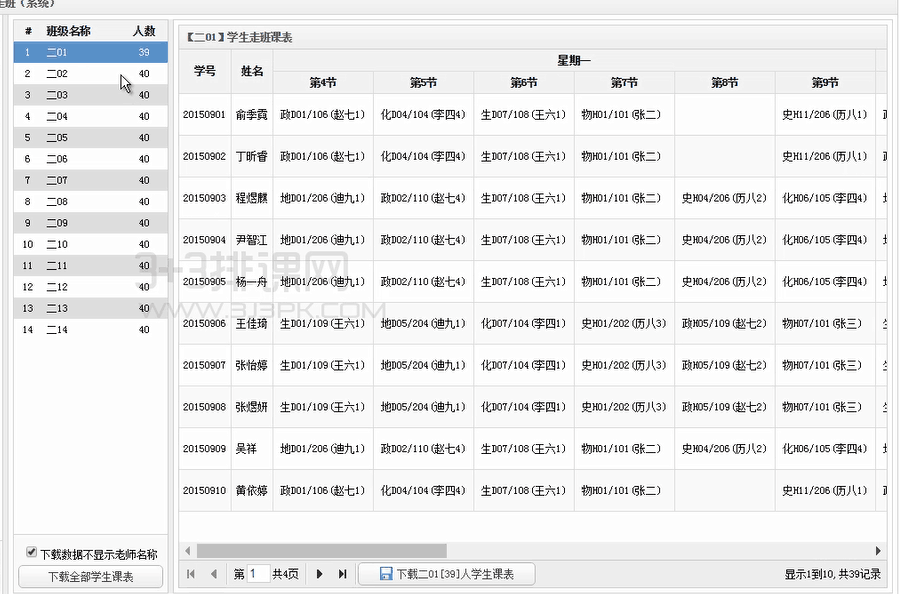 走班（系统）
# 班级名称 人数
1 二01 39
2 二02 40
3 二03 40
4 二04 40
5 二05 40
6 二06 40
7 二07 40
8 二08 40
9 二09 40
10 二10 40
11 二11 40
12 二12 40
13 二13 40
14 二14 40
下载数据不显示老师名称
下载全部学生课表
【二01】学生走班课表
学号 姓名 星期一
第4节 第5节 第6节 第7节 第8节 第9节
20150901 俞季霞 政D01/106(赵七1) 化D04/104(李四4) 生D07/108(王六1) 物H01/101(张二) 史H11/206(历八1)
20150902 丁昕睿 政D01/106(赵七1) 化D04/104(李四4) 生D07/108(王六1) 物H01/101(张二) 史H11/206(历八1)
20150903 程煜麒 地D01/206(迪九1) 政D02/110(赵七4) 生D07/108(王六1) 物H01/101(张二) 史H04/206(历八2) 化H06/105(李四4)
20150904 尹智江 地D01/206(迪九1) 政D02/110(赵七4) 生D07/108(王六1) 物H01/101(张二) 史H04/206(历八2) 化H06/105(李四4)
20150905 杨一舟 地D01/206(迪九1) 政D02/110(赵七4) 生D07/108(王六1) 物H01/101(张二) 史H04/206(历八2) 化H06/105(李四4)
20150906 王佳琦 生D01/109(王六1) 地D05/204(迪九1) 化D07/104(李四1) 史H01/202(历八3) 政H05/109(赵七2) 物H07/101(张三)
20150907 张怡婷 生D01/109(王六1) 地D05/204(迪九1) 化D07/104(李四1) 史H01/202(历八3) 政H05/109(赵七2) 物H07/101(张三)
20150908 张煜妍 生D01/109(王六1) 地D05/204(迪九1) 化D07/104(李四1) 史H01/202(历八3) 政H05/109(赵七2) 物H07/101(张三)
20150909 吴祥 地D01/206(迪九1) 政D02/110(赵七4) 生D07/108(王六1) 物H01/101(张二) 史H04/206(历八2) 化H06/105(李四4)
20150910 黄依婷 政D01/106(赵七1) 化D04/104(李四4) 生D07/108(王六1) 物H01/101(张二) 史H11/206(历八1)
3+3排课网
WWW.3J3PK.COM
第 1 共4页 下载二01[39]人学生课表 显示1到10, 共39记录